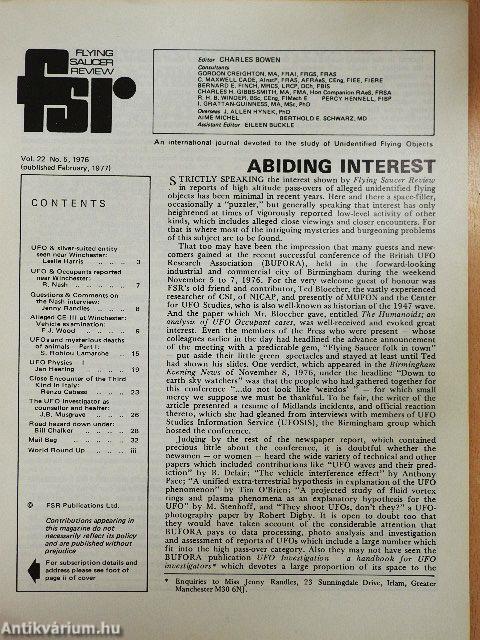 FLYING
SAUCER
REVIEW
fsr
Vol. 22 No. 5, 1976
(published February, 1977)
Editor CHARLES BOWEN
Consultants
GORDON CREIGHTON, MA, FRAI, FRGS, FRAS
C. MAXWELL CADE, AInstP, FRAS, AFRAeS, CEng, FIEE, FIERE
BERNARD E. FINCH, MRCS, LRCP, DCh, FBIS
CHARLES H. GIBBS-SMITH, MA, FMA, Hon Companion RAeS, FRSA
R. H. B. WINDER, BSc, CEng, FIMech E PERCY HENNELL, FIBP
I. GRATTAN-GUINNESS, MA, MSc, PhD
Overseas J. ALLEN HYNEK, PhD
AIME MICHEL BERTHOLD E. SCHWARZ, MD
Assistant Editor EILEEN BUCKLE
An international journal devoted to the study of Unidentified Flying Objects
CONTENTS
UFO & silver-suited entity
seen near Winchester:
Leslie Harris 3
UFO & Occupants reported
near Winchester:
R. Nash 7
Questions & Comments on
the Nash interview:
Jenny Randles 8
Alleged CE III at Winchester:
Vehicle examination:
F.J. Wood 9
UFOs and mysterious deaths
of animals - Part I:
S. Robiou Lamarche 15
UFO Physics
Jan Heering 19
Close Encounter of the Third
Kind in Italy:
Renzo Cabassi 23
The UFO Investigator as
counsellor and healer:
J.B. Musgrave 26
Road hazard down under:
Bill Chalker 28
Mail Bag 32
World Round Up iii
© FSR Publications Ltd.
Contributions appearing in
this magazine do not
necessarily reflect its policy
and are published without
prejudice
For subscription details and
address please see foot of
page ii of cover
ABIDING INTEREST
STRICTLY SPEAKING the interest shown by Flying Saucer Review
in reports of high altitude pass-overs of alleged unidentified flying
objects has been minimal in recent years. Here and there a space-filler,
occasionally a "puzzler," but generally speaking that interest has only
heightened at times of vigorously reported low-level activity of other
kinds, which includes alleged close viewings and closer encounters. For
that is where most of the intriguing mysteries and burgeoning problems
of this subject are to be found.
That too may have been the impression that many guests and new-
comers gained at the recent successful conference of the British UFO
Research Association (BUFORA), held in the forward-looking
industrial and commercial city of Birmingham during the weekend
November 5 to 7, 1976. For the very welcome guest of honour was
FSR's old friend and contributor, Ted Bloecher, the vastly experienced
researcher of CSI, of NICAP, and presently of MUFON and the Center
for UFO Studies, who is also well-known as historian of the 1947 wave.
And the paper which Mr. Bloecher gave, entitled The Humanoids; an
analysis of UFO Occupant cases, was well-received and evoked great
interest. Even the members of the Press who were present — whose
colleagues earlier in the day had headlined the advance announcement
of the meeting with a predictable gem, "Flying Saucer folk in town"
— put aside their little green spectacles and stayed at least until Ted
had shown his slides. One verdict, which appeared in the Birmingham
Evening News of November 8, 1976, under the headline "Down to
earth sky watchers" was that the people who had gathered together for
this conference "...do not look like 'weirdos' " — for which small
mercy we suppose we must be thankful. To be fair, the writer of the
article presented a resume of Midlands incidents, and official reaction
thereto, which she had gleaned from interviews with members of UFO
Studies Information Service (UFOSIS), the Birmingham group which
hosted the conference.
Judging by the rest of the newspaper report, which contained
precious little about the conference, it is doubtful whether the
newsmen — or women — heard the wide variety of technical and other
papers which included contributions like "UFO waves and their pred-
iction" by B. Delair; "The vehicle interference effect" by Anthony
Pace; "A unified extra-terrestrial hypothesis in explanation of the UFO
phenomenon" by Tim O'Brien; "A projected study of fluid vortex
rings and plasma phenomena as an explanatory hypothesis for the
UFO" by M. Stenhoff, and "They shoot UFOs, don't they?" a UFO-
photography paper by Robert Digby. It is open to doubt too that
they would have taken account of the considerable attention that
BUFORA pays to data processing, photo analysis and investigation
and assessment of reports of UFOs which include a large number which
fit into the high pass-over category. Also they may not have seen the
BUFORA publication UFO Investigation — a handbook for UFO
investigators* which devotes a large proportion of its space to the
* Enquiries to Miss Jenny Randles, 23 Sunningdale Drive, Irlam, Greater
Manchester M30 6NJ.
Antikvárium.hu